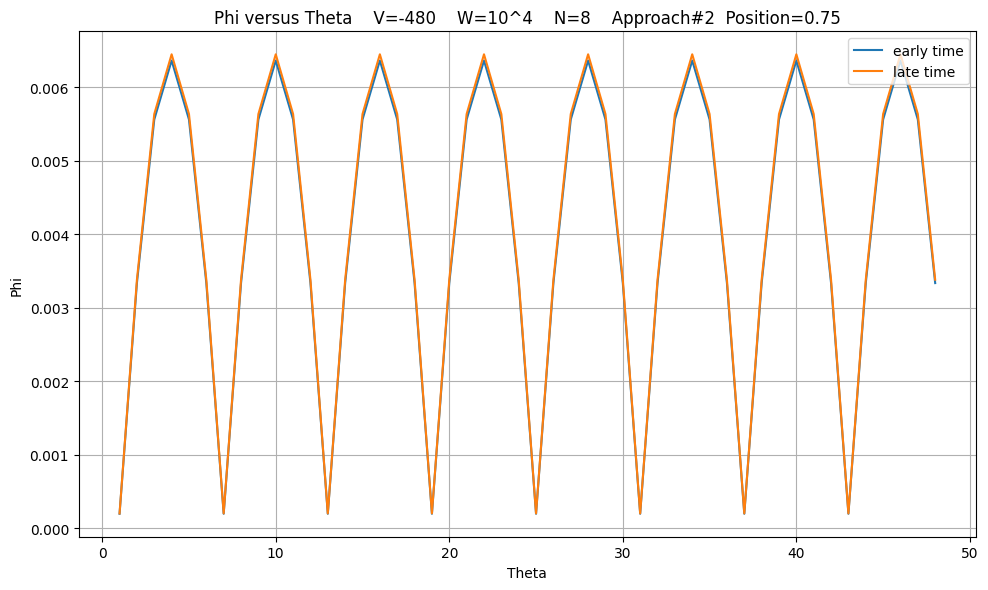 Phi versus Theta    V=-480    W=10^4    N=8    Approach#2  Position=0.75
early time
late time
Phi
0.006
0.005
0.004
0.003
0.002
0.001
0.000
0 10 20 30 40 50
Theta